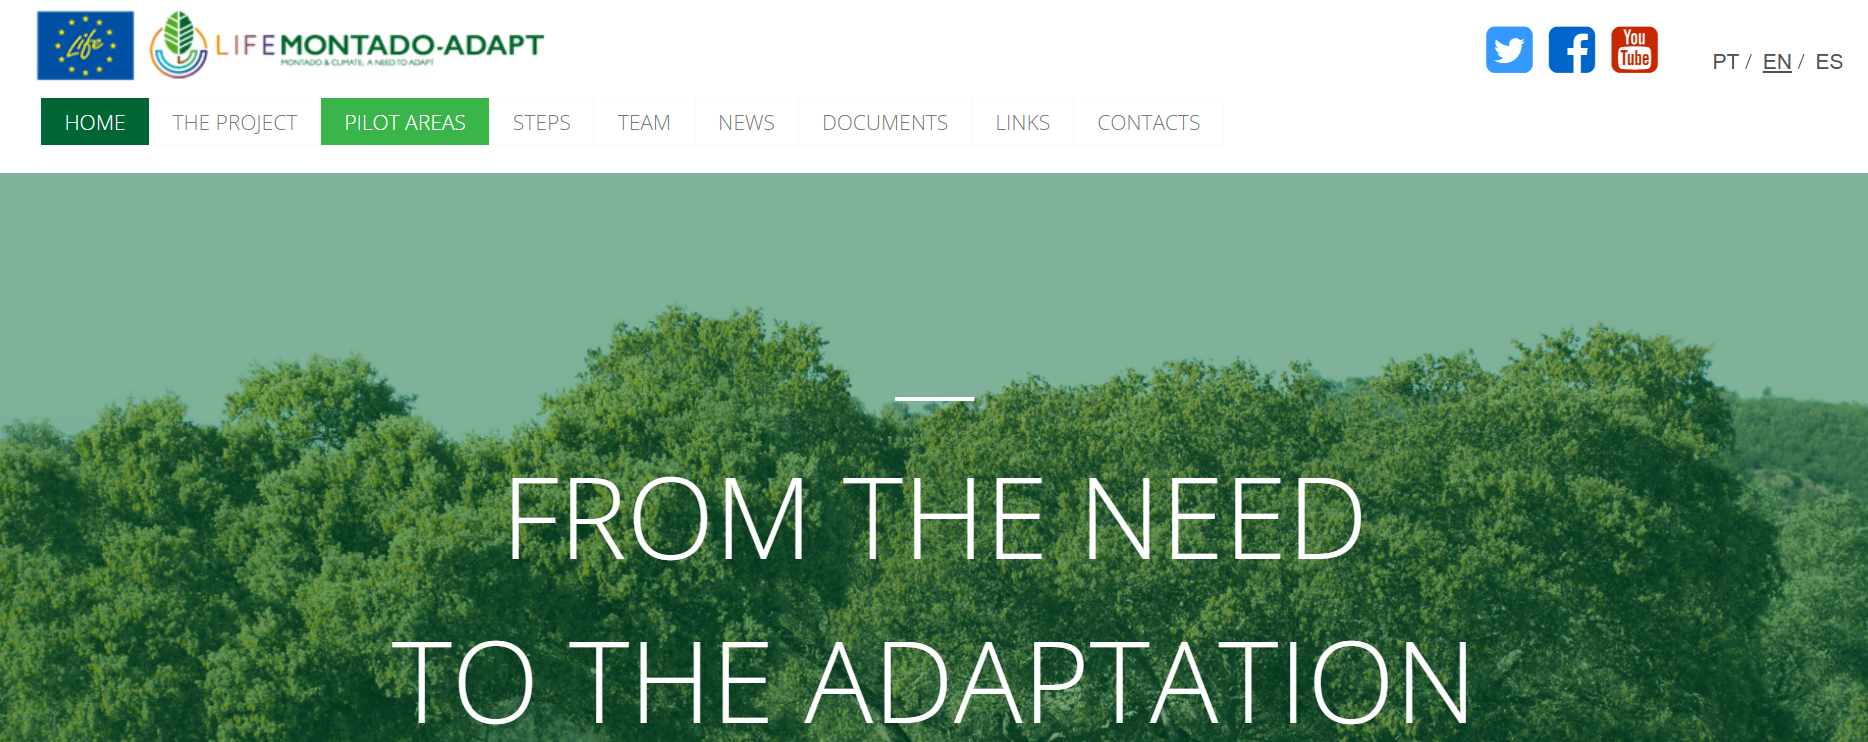 Life
LIFE MONTADO-ADAPT
MONTADO & CLIMATE, A NEED TO ADAPT
You
Tube
PT / EN / ES
HOME THE PROJECT PILOT AREAS STEPS TEAM NEWS DOCUMENTS LINKS CONTACTS
FROM THE NEED
TO THE ADAPTATION